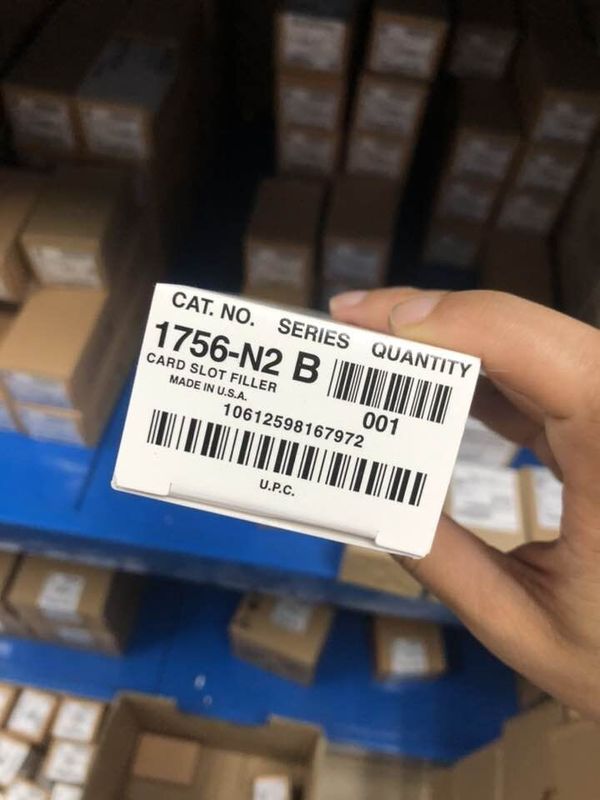 CAT. NO. SERIES QUANTITY
1756-N2 B
CARD SLOT FILLER
MADE IN U.S.A.
001
10612598167972
U.P.C.